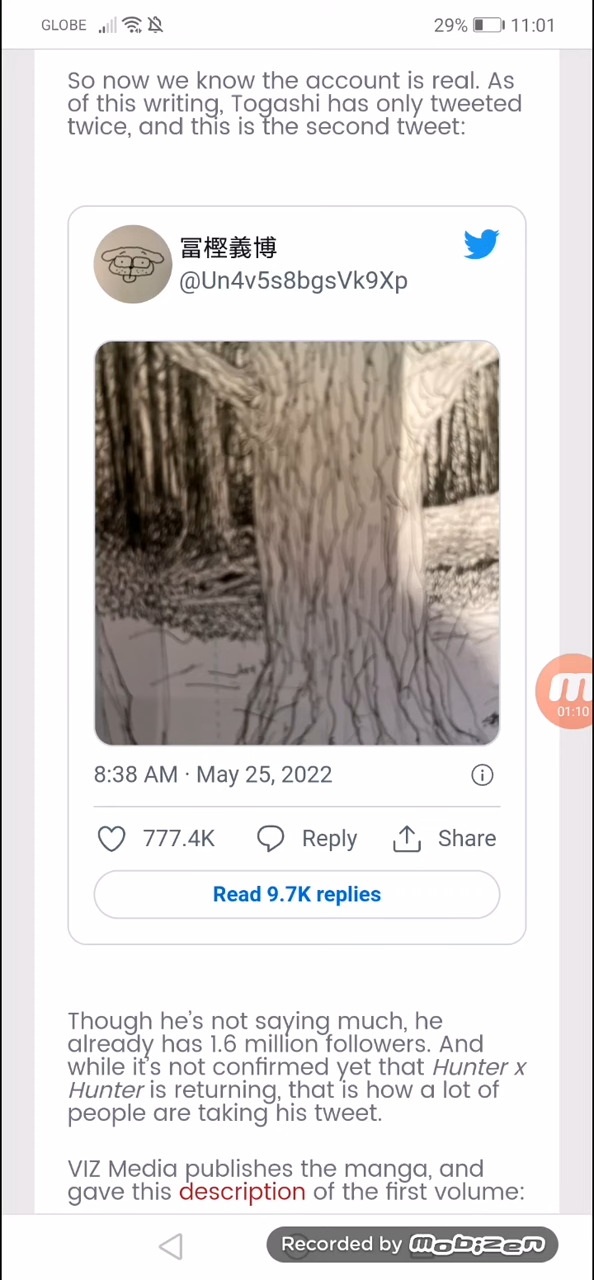 GLOBE 29% 11:01
So now we know the account is real. As
of this writing, Togashi has only tweeted
twice, and this is the second tweet:
冨樫義博
@Un4v5s8bgsVk9Xp
01:10
8:38 AM · May 25, 2022
777.4K Reply Share
Read 9.7K replies
Though he's not saying much, he
already has 1.6 million followers. And
while it's not confirmed yet that Hunter x
Hunter is returning, that is how a lot of
people are taking his tweet.
VIZ Media publishes the manga, and
gave this description of the first volume:
Recorded by mobizen